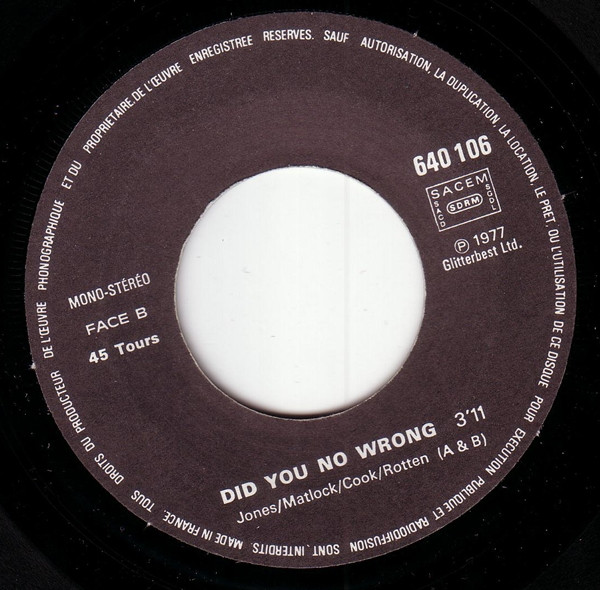 TOUS DROITS DU PRODUCTEUR DE L'ŒUVRE PHONOGRAPHIQUE ET DU PROPRIETAIRE.DE L'ŒUVRE ENREGISTREE RESERVES. SAUF AUTORISATION, LA DUPLICATION, LA LOCATION, LE PRET, OU L'UTILISATION DE CE DISQUE POUR EXECUTION PUBLIQUE ET RADIODIFFUSION SONT INTERDITS. MADE IN FRANCE.
640 106
SACEM
SACD
SDRM
SGDL
Ⓟ 1977
Glitterbest Ltd.
MONO-STÉRÉO
FACE B
45 Tours
DID YOU NO WRONG 3'11
Jones/Matlock/Cook/Rotten (A & B)